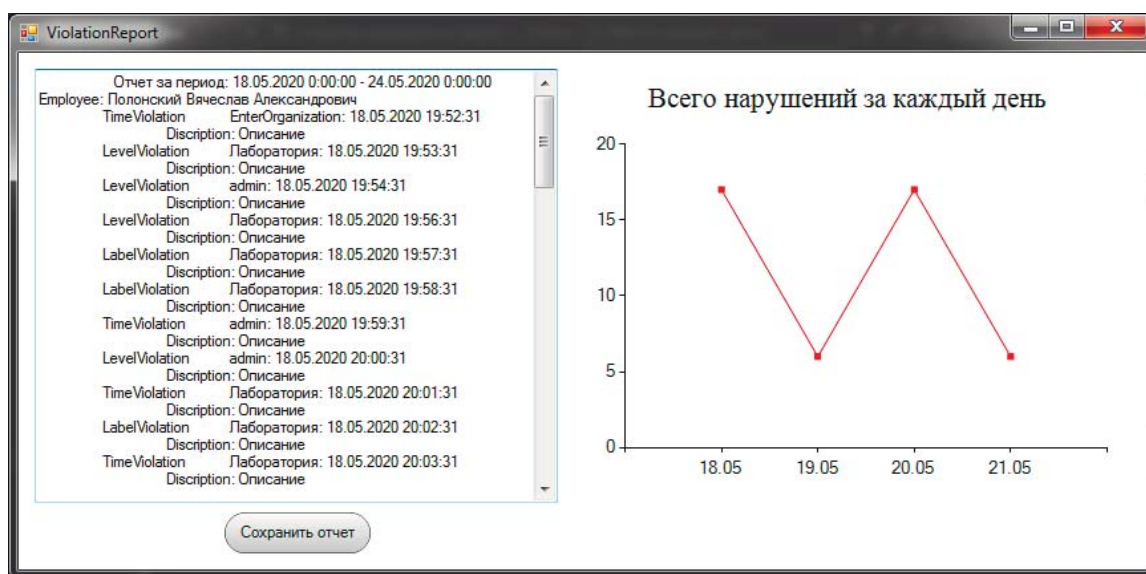 ViolationReport
Отчет за период: 18.05.2020 0:00:00 - 24.05.2020 0:00:00
Employee: Полонский Вячеслав Александрович
TimeViolation EnterOrganization: 18.05.2020 19:52:31
Discription: Описание
LevelViolation Лаборатория: 18.05.2020 19:53:31
Discription: Описание
LevelViolation admin: 18.05.2020 19:54:31
Discription: Описание
LevelViolation Лаборатория: 18.05.2020 19:56:31
Discription: Описание
LabelViolation Лаборатория: 18.05.2020 19:57:31
Discription: Описание
LabelViolation Лаборатория: 18.05.2020 19:58:31
Discription: Описание
TimeViolation admin: 18.05.2020 19:59:31
Discription: Описание
LevelViolation admin: 18.05.2020 20:00:31
Discription: Описание
TimeViolation Лаборатория: 18.05.2020 20:01:31
Discription: Описание
LabelViolation Лаборатория: 18.05.2020 20:02:31
Discription: Описание
TimeViolation Лаборатория: 18.05.2020 20:03:31
Discription: Описание
Сохранить отчет
Всего нарушений за каждый день
20
15
10
5
0
18.05 19.05 20.05 21.05